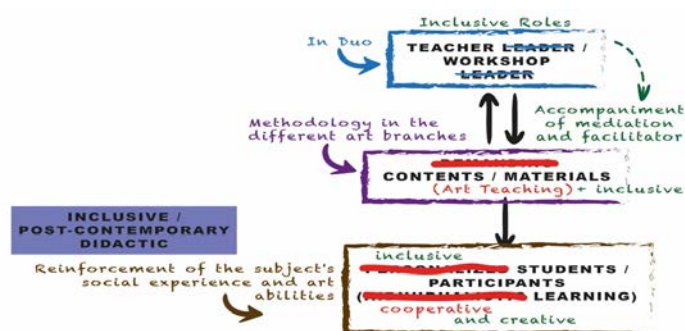 Inclusive Roles
In Duo
TEACHER LEADER /
WORKSHOP
LEADER
Accompaniment
of mediation
and facilitator
Methodology in the
different art branches
CONTENTS / MATERIALS
(Art Teaching) + inclusive
INCLUSIVE /
POST-CONTEMPORARY
DIDACTIC
Reinforcement of the subject's
social experience and art
abilities
inclusive
STUDENTS /
PARTICIPANTS
( LEARNING)
cooperative
and creative